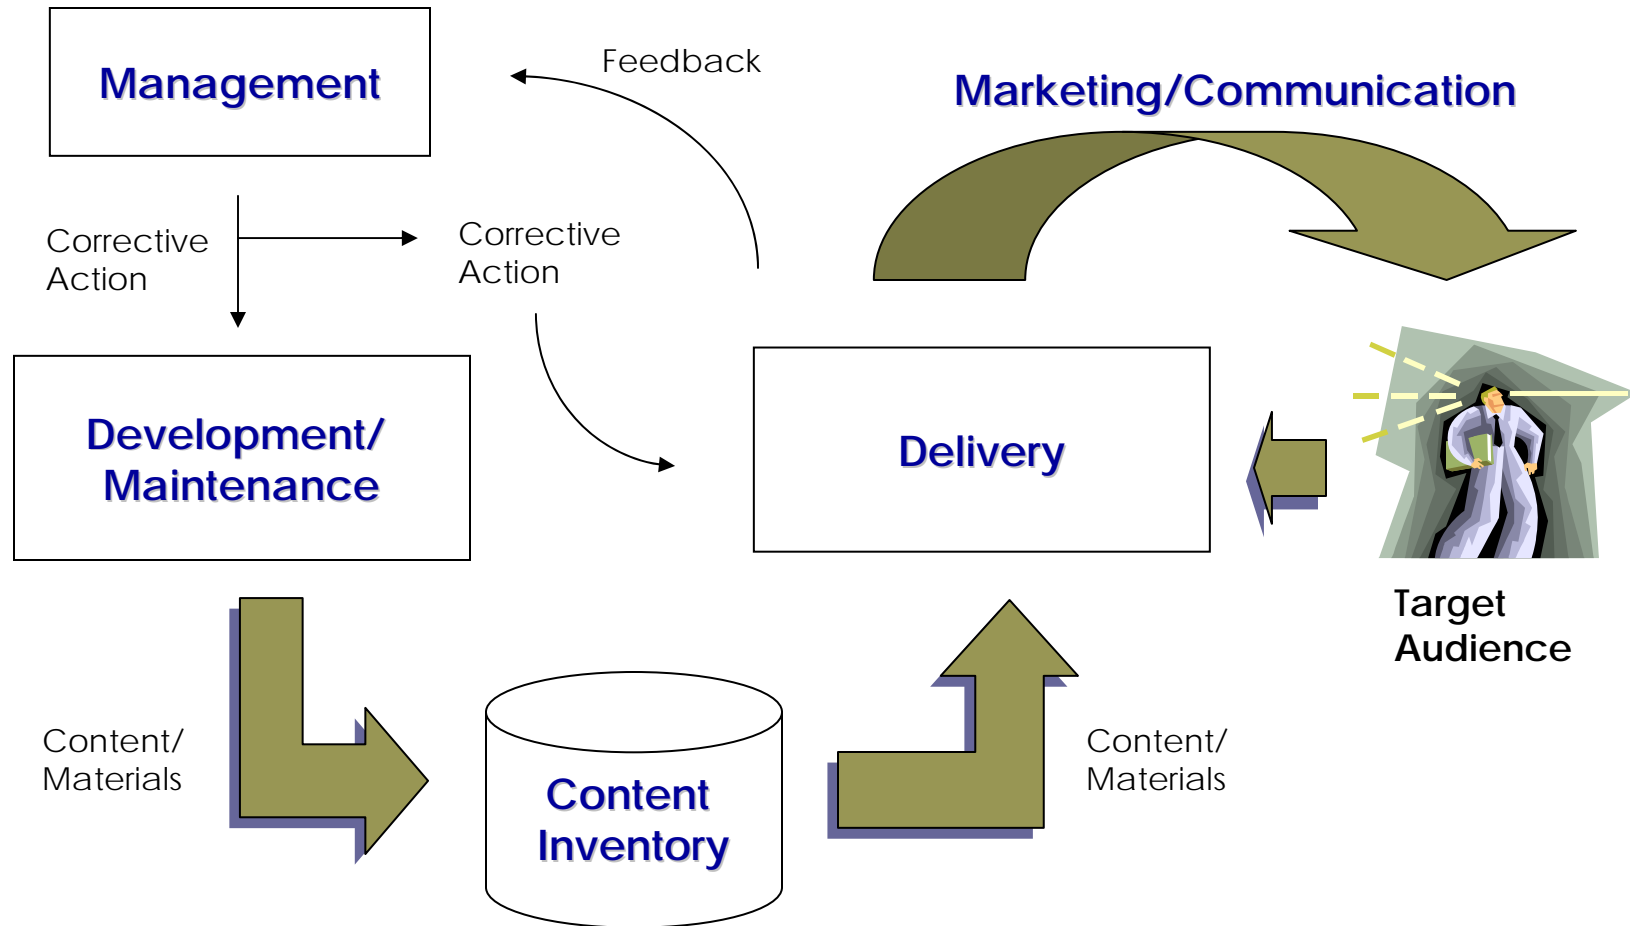 Management
Feedback
Marketing/Communication
Corrective
Action
Corrective
Action
Development/
Maintenance
Delivery
Target
Audience
Content/
Materials
Content
Inventory
Content/
Materials